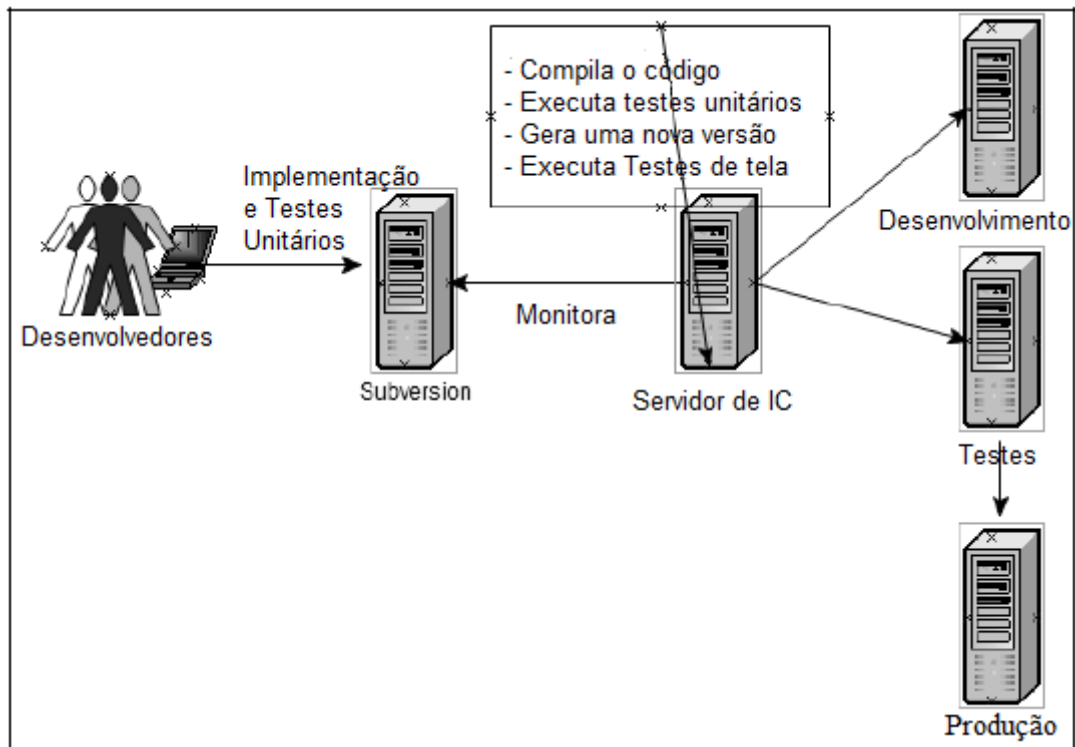 - Compila o código
- Executa testes unitários
- Gera uma nova versão
- Executa Testes de tela
Implementação
e Testes
Unitários
Desenvolvedores
Subversion
Monitora
Servidor de IC
Desenvolvimento
Testes
Produção